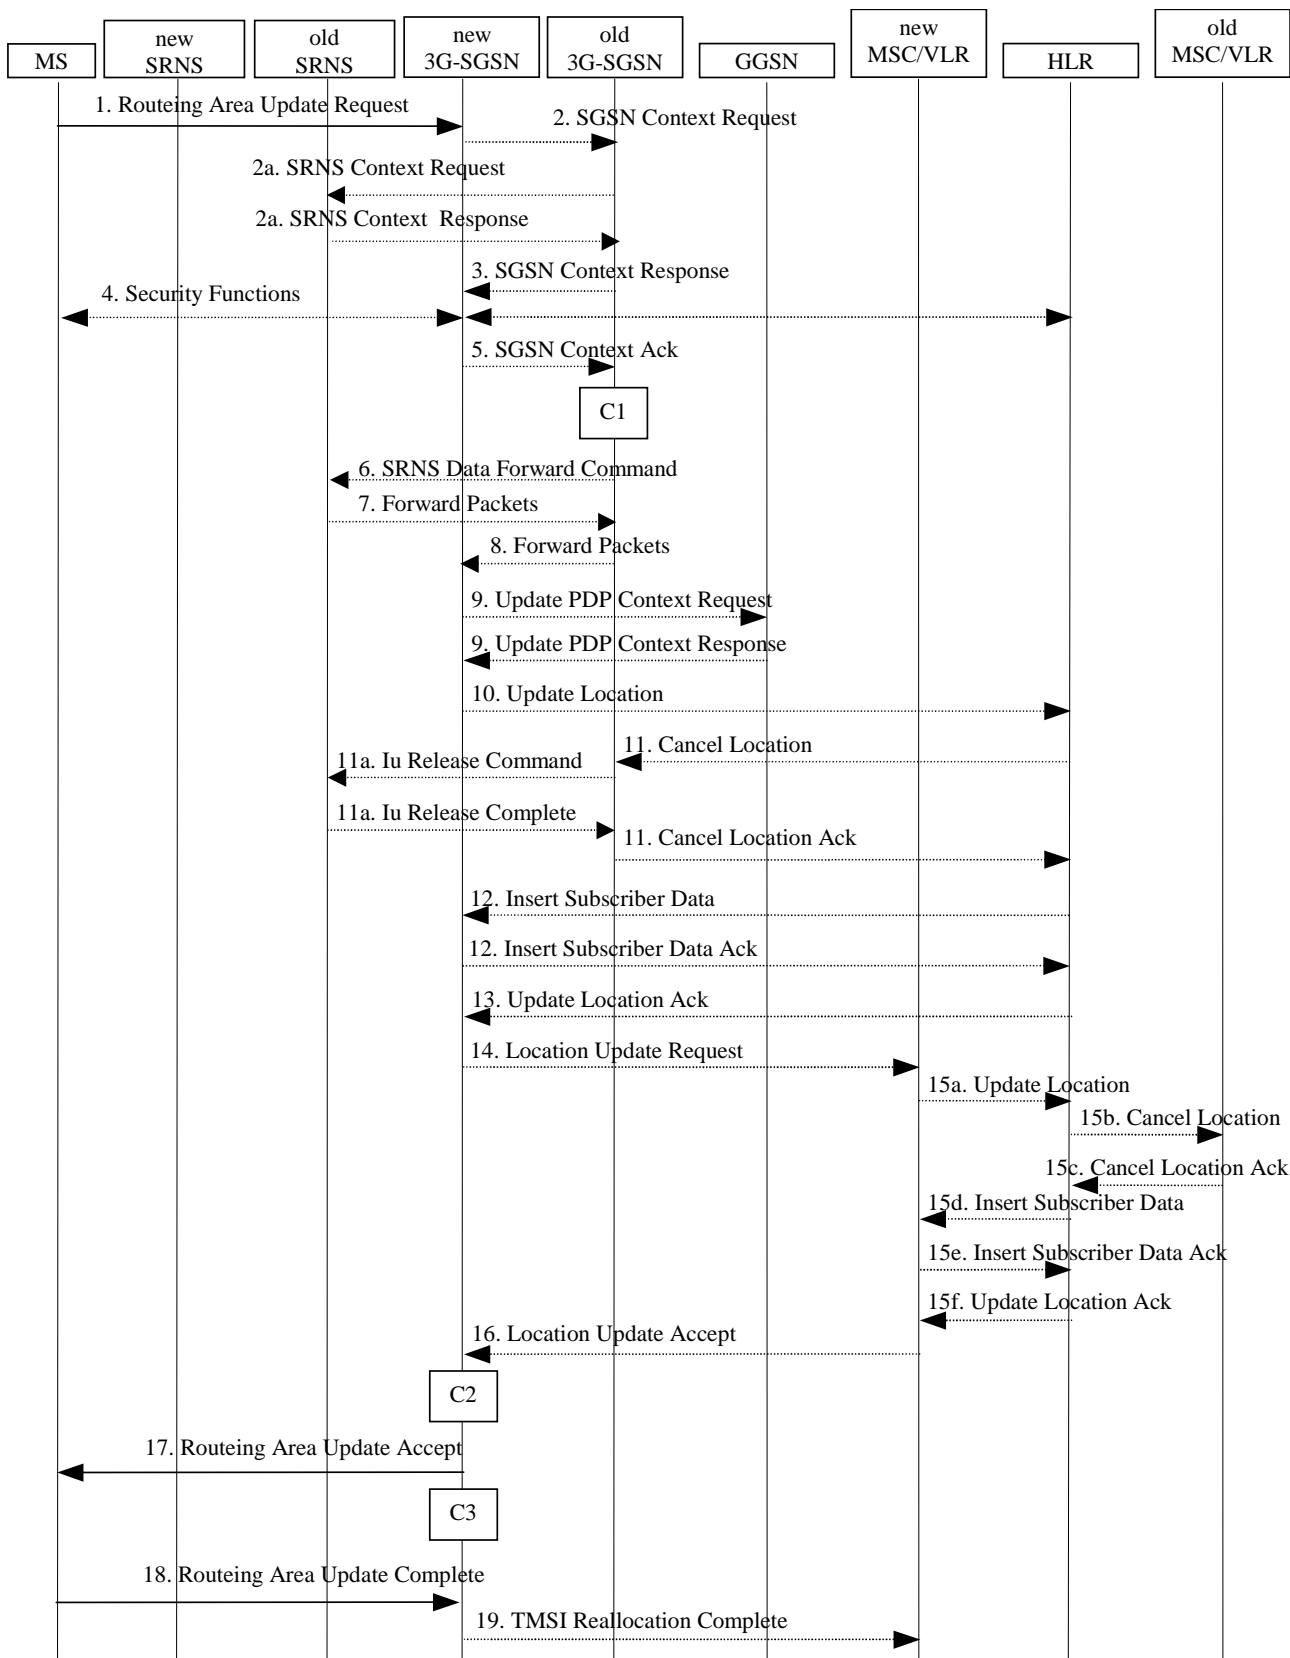 MS
new
SRNS
old
SRNS
new
3G-SGSN
old
3G-SGSN
GGSN
new
MSC/VLR
HLR
old
MSC/VLR
1. Routeing Area Update Request
2. SGSN Context Request
2a. SRNS Context Request
2a. SRNS Context  Response
3. SGSN Context Response
4. Security Functions
5. SGSN Context Ack
C1
6. SRNS Data Forward Command
7. Forward Packets
8. Forward Packets
9. Update PDP Context Request
9. Update PDP Context Response
10. Update Location
11. Cancel Location
11a. Iu Release Command
11a. Iu Release Complete
11. Cancel Location Ack
12. Insert Subscriber Data
12. Insert Subscriber Data Ack
13. Update Location Ack
14. Location Update Request
15a. Update Location
15b. Cancel Location
15c. Cancel Location Ack
15d. Insert Subscriber Data
15e. Insert Subscriber Data Ack
15f. Update Location Ack
16. Location Update Accept
C2
17. Routeing Area Update Accept
C3
18. Routeing Area Update Complete
19. TMSI Reallocation Complete